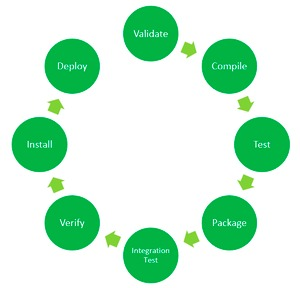 Validate
Compile
Test
Package
Integration
Test
Verify
Install
Deploy